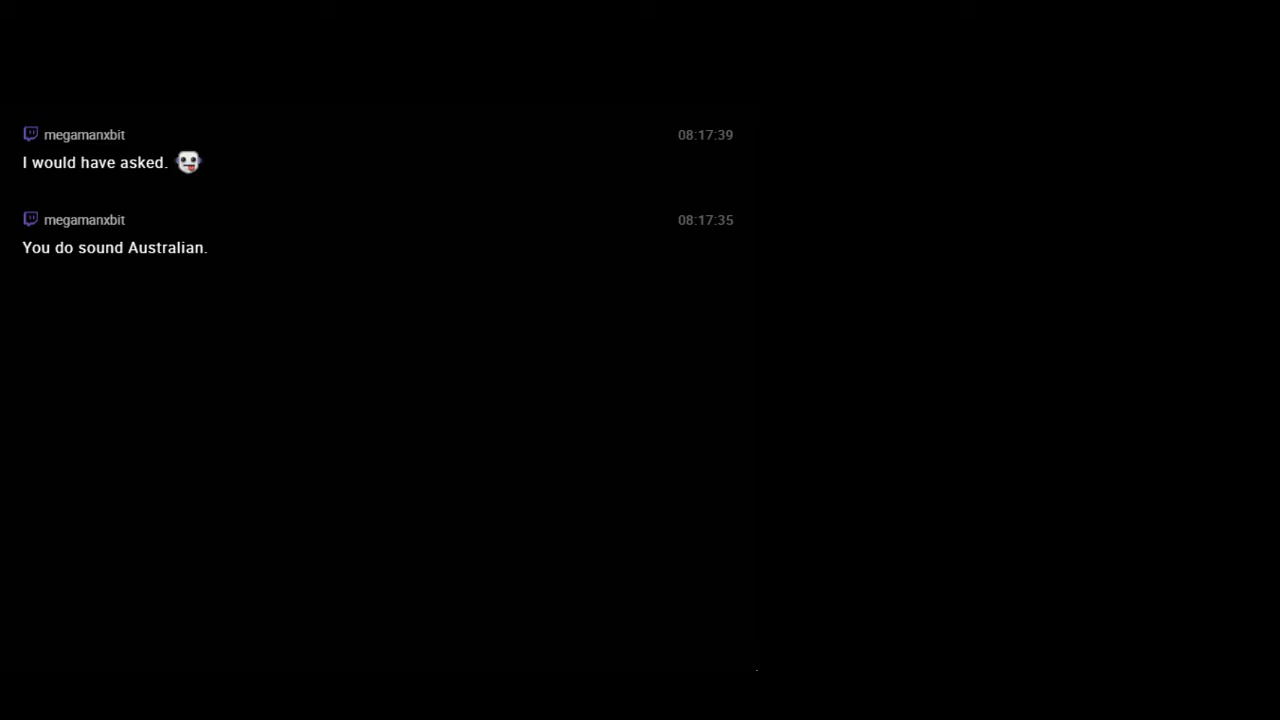 megamanxbit 08:17:39
I would have asked.
megamanxbit 08:17:35
You do sound Australian.